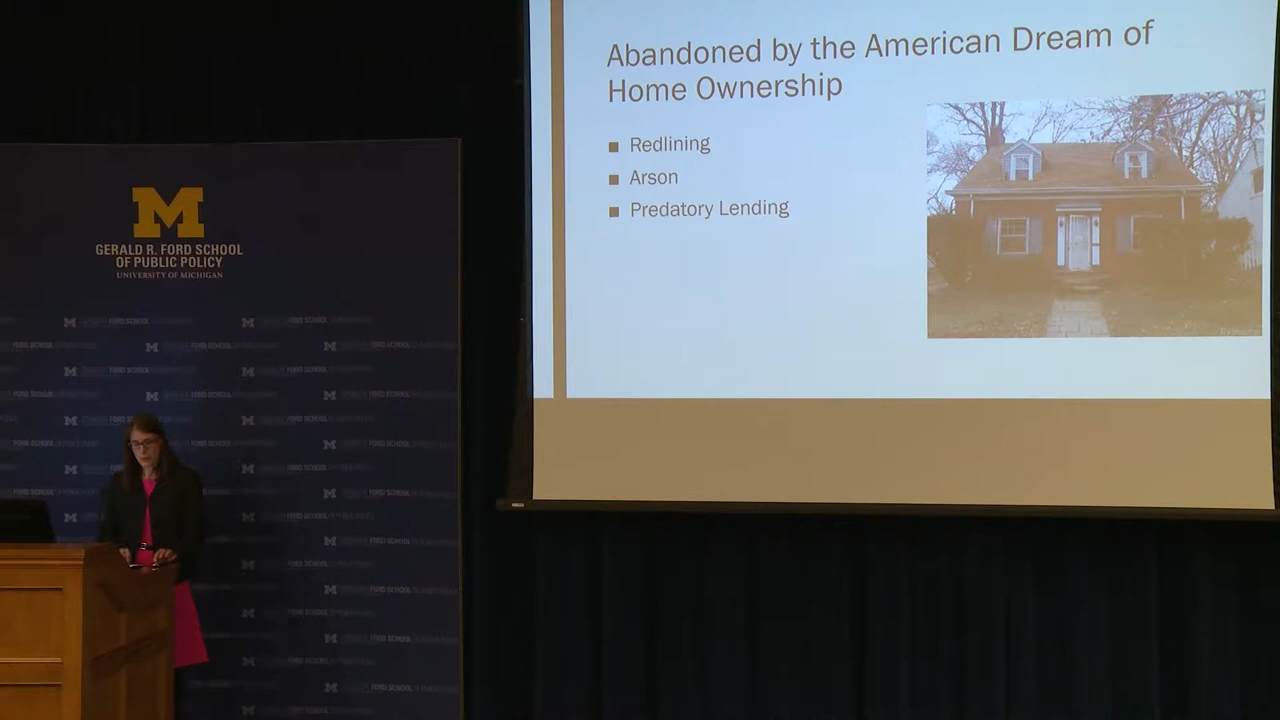 Abandoned by the American Dream of
Home Ownership
Redlining
Arson
Predatory Lending
M
GERALD R. FORD SCHOOL
OF PUBLIC POLICY
UNIVERSITY OF MICHIGAN